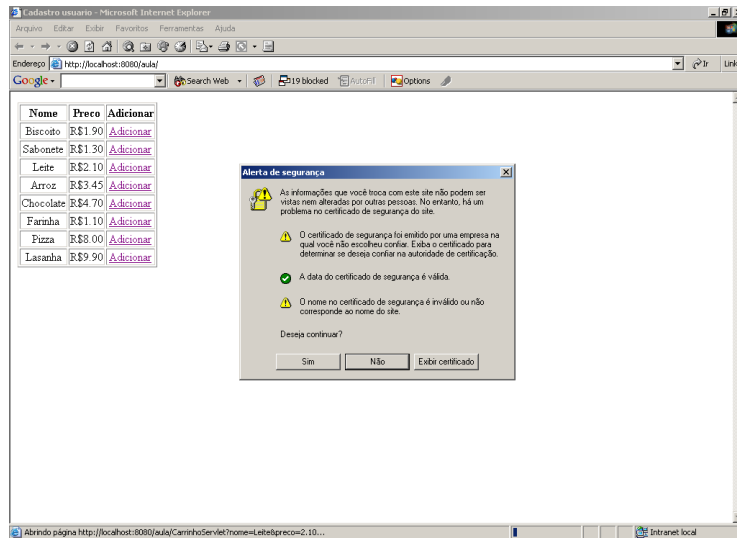 Cadastro usuario - Microsoft Internet Explorer
Arquivo Editar Exibir Favoritos Ferramentas Ajuda
Endereço http://localhost:8080/aula/ Ir Link
Google Search Web 19 blocked AutoFill Options
Nome Preco Adicionar
Biscoito R$1.90 Adicionar
Sabonete R$1.30 Adicionar
Leite R$2.10 Adicionar
Arroz R$3.45 Adicionar
Chocolate R$4.70 Adicionar
Farinha R$1.10 Adicionar
Pizza R$8.00 Adicionar
Lasanha R$9.90 Adicionar
Alerta de segurança
As informações que você troca com este site não podem ser
vistas nem alteradas por outras pessoas. No entanto, há um
problema no certificado de segurança do site.
O certificado de segurança foi emitido por uma empresa na
qual você não escolheu confiar. Exiba o certificado para
determinar se deseja confiar na autoridade de certificação.
A data do certificado de segurança é válida.
O nome no certificado de segurança é inválido ou não
corresponde ao nome do site.
Deseja continuar?
Sim Não Exibir certificado
Abrindo página http://localhost:8080/aula/CarrinhoServlet?nome=Leite&preco=2.10... Intranet local